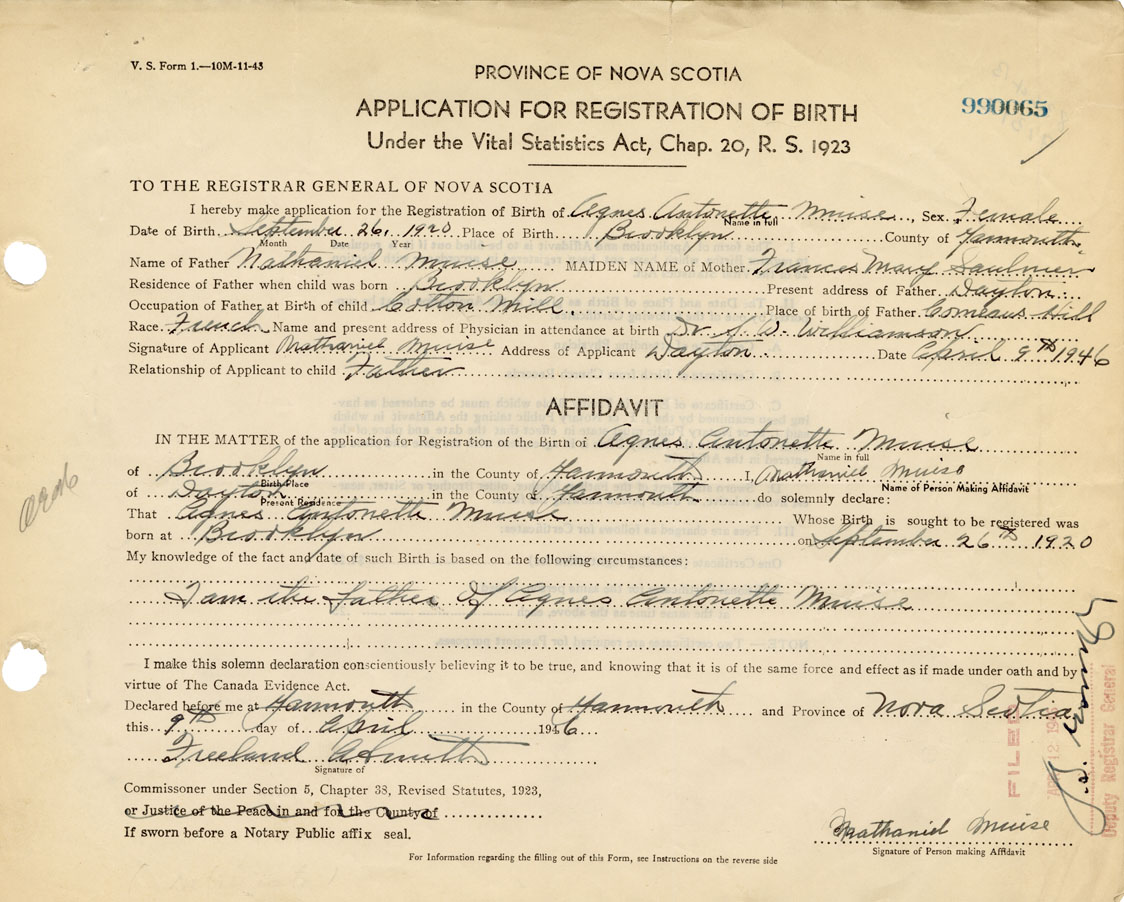 V. S. Form 1.—10M-11-43
PROVINCE OF NOVA SCOTIA
APPLICATION FOR REGISTRATION OF BIRTH
990065
Under the Vital Statistics Act, Chap. 20, R. S. 1923
TO THE REGISTRAR GENERAL OF NOVA SCOTIA
I hereby make application for the Registration of Birth of Agnes Antonette Muise, Sex Female
Name in full
Date of Birth September 26, 1920 Place of Birth Brooklyn County of Yarmouth
Month Date Year
Name of Father Nathaniel Muise MAIDEN NAME of Mother Frances Mary Saulnier
Residence of Father when child was born Brooklyn Present address of Father Dayton
Occupation of Father at Birth of child Cotton Mill. Place of birth of Father Comeaus Hill
Race French Name and present address of Physician in attendance at birth Dr W. Williamson
Signature of Applicant Nathaniel Muise Address of Applicant Dayton Date April 9th 1946
Relationship of Applicant to child Father
AFFIDAVIT
IN THE MATTER of the application for Registration of the Birth of Agnes Antonette Muise
Name in full
of Brooklyn in the County of Yarmouth I, Nathaniel Muise
Birth Place Name of Person Making Affidavit
of Dayton in the County of Yarmouth do solemnly declare:
Present Residence
That Agnes Antonette Muise Whose Birth is sought to be registered was
born at Brooklyn on September 26th 1920
My knowledge of the fact and date of such Birth is based on the following circumstances:
I am the father of Agnes Antonette Muise
I make this solemn declaration conscientiously believing it to be true, and knowing that it is of the same force and effect as if made under oath and by
virtue of The Canada Evidence Act.
Declared before me at Yarmouth in the County of Yarmouth and Province of Nova Scotia
this 9th day of April 1946
Freeland A Smith
Signature of
Commissioner under Section 5, Chapter 38, Revised Statutes, 1923,
or Justice of the Peace in and for the County of
If sworn before a Notary Public affix seal.
Nathaniel Muise
Signature of Person making Affidavit
For Information regarding the filling out of this Form, see Instructions on the reverse side
FILED
Deputy Registrar General